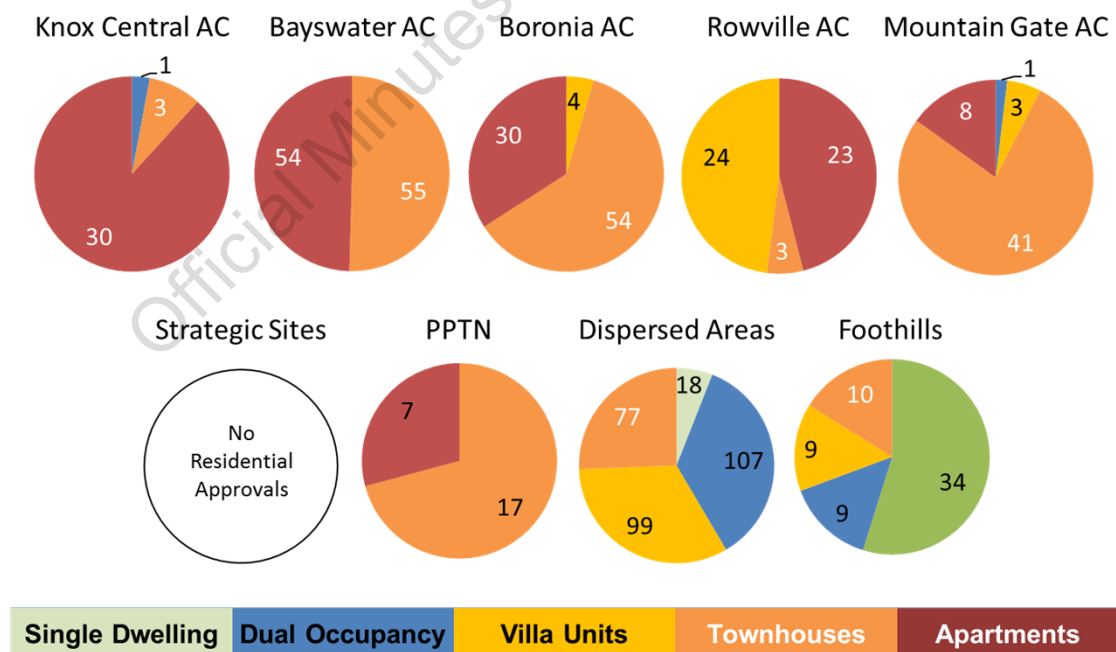 Knox Central AC
Bayswater AC
Boronia AC
Rowville AC
Mountain Gate AC
1
3
30
54
55
4
30
54
24
23
3
1
3
8
41
Official Minutes
Strategic Sites
PPTN
Dispersed Areas
Foothills
No
Residential
Approvals
7
17
18
77
107
99
10
9
34
9
Single Dwelling
Dual Occupancy
Villa Units
Townhouses
Apartments